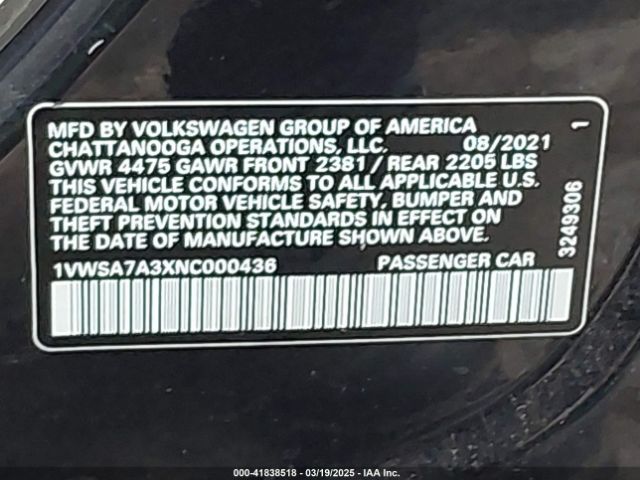 MFD BY VOLKSWAGEN GROUP OF AMERICA
CHATTANOOGA OPERATIONS, LLC. 08/2021
GVWR 4475 GAWR FRONT 2381 / REAR 2205 LBS
THIS VEHICLE CONFORMS TO ALL APPLICABLE U.S.
FEDERAL MOTOR VEHICLE SAFETY, BUMPER AND
THEFT PREVENTION STANDARDS IN EFFECT ON
THE DATE OF MANUFACTURE SHOWN ABOVE.
1VWSA7A3XNC000436 PASSENGER CAR
1
3249306
000-41838518 - 03/19/2025 - IAA Inc.